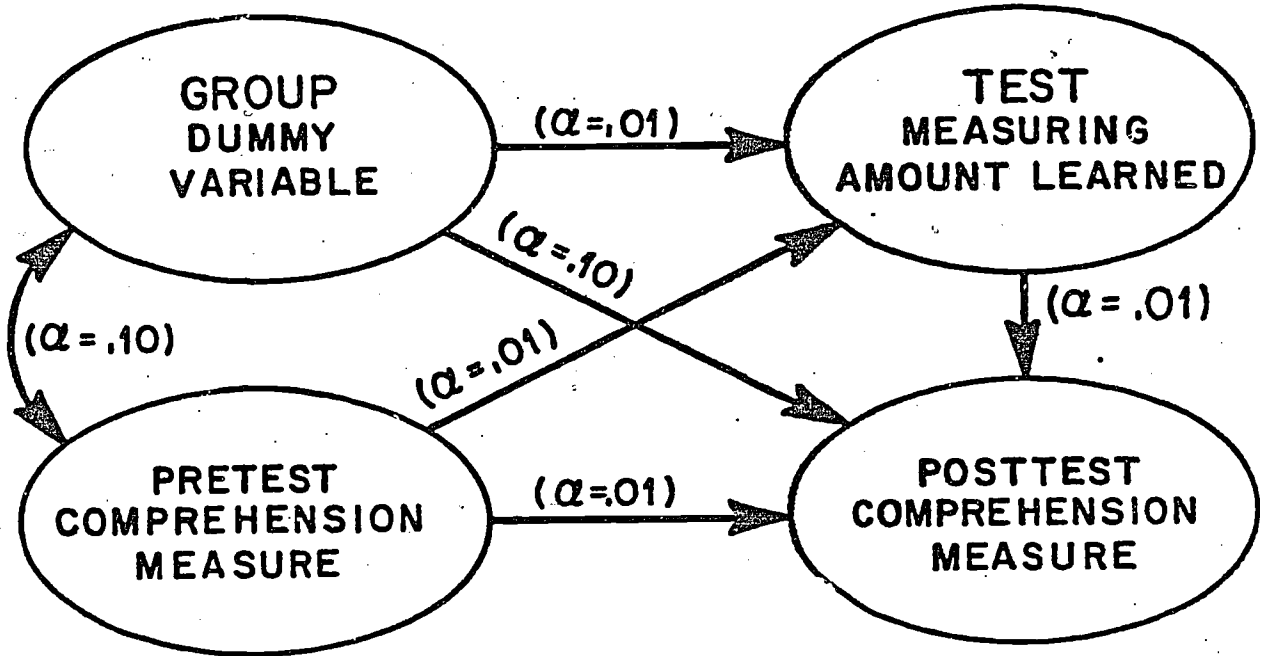 GROUP
DUMMY
VARIABLE
(α=.01)
TEST
MEASURING
AMOUNT LEARNED
(α=.10)
(α=.01)
(α=.10)
(α=.01)
PRETEST
COMPREHENSION
MEASURE
(α=.01)
POSTTEST
COMPREHENSION
MEASURE